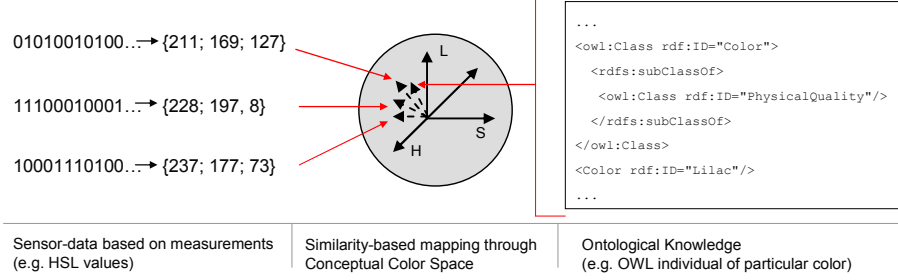 01010010100... → {211; 169; 127}
11100010001... → {228; 197; 8}
10001110100... → {237; 177; 73}
L
S
H
...
<owl:Class rdf:ID="Color">
<rdfs:subClassOf>
<owl:Class rdf:ID="PhysicalQuality"/>
</rdfs:subClassOf>
</owl:Class>
<Color rdf:ID="Lilac"/>
...
Sensor-data based on measurements
(e.g. HSL values)
Similarity-based mapping through
Conceptual Color Space
Ontological Knowledge
(e.g. OWL individual of particular color)